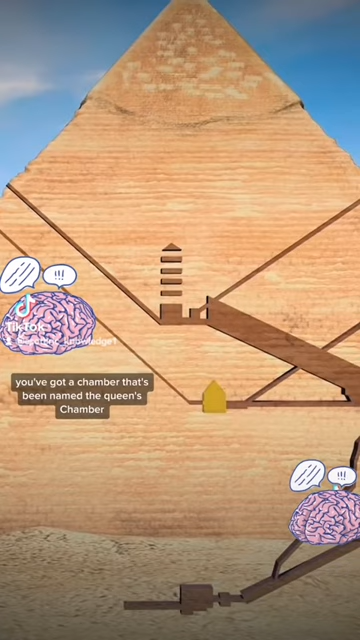 !!!
TikTok
you've got a chamber that's
been named the queen's
Chamber
!!!